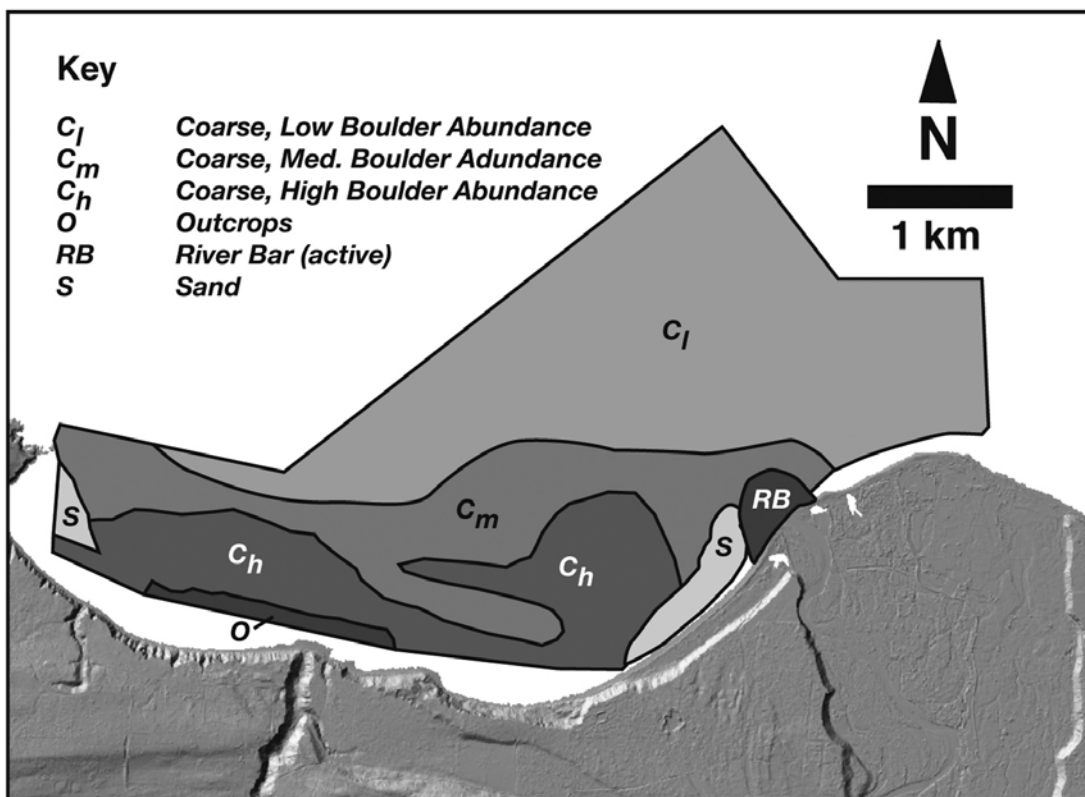 Key
Cl Coarse, Low Boulder Abundance
Cm Coarse, Med. Boulder Adundance
Ch Coarse, High Boulder Abundance
O Outcrops
RB River Bar (active)
S Sand
N
1 km
Cl
RB
S
Cm
S
Ch
Ch
O